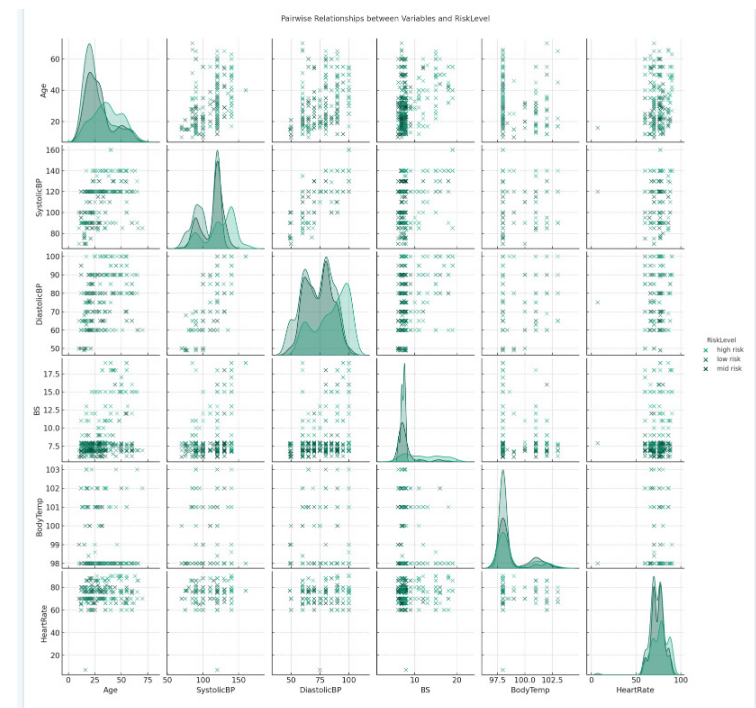 Pairwise Relationships between Variables and RiskLevel
Age
60
40
20
SystolicBP
160
140
120
100
80
DiastolicBP
100
90
80
70
60
50
RiskLevel
high risk
low risk
mid risk
BS
17.5
15.0
12.5
10.0
7.5
BodyTemp
103
102
101
100
99
98
HeartRate
80
60
40
20
0 25 50 75 50 100 150 50 75 100 10 20 97.5 100.0 102.5 0 50 100
Age SystolicBP DiastolicBP BS BodyTemp HeartRate